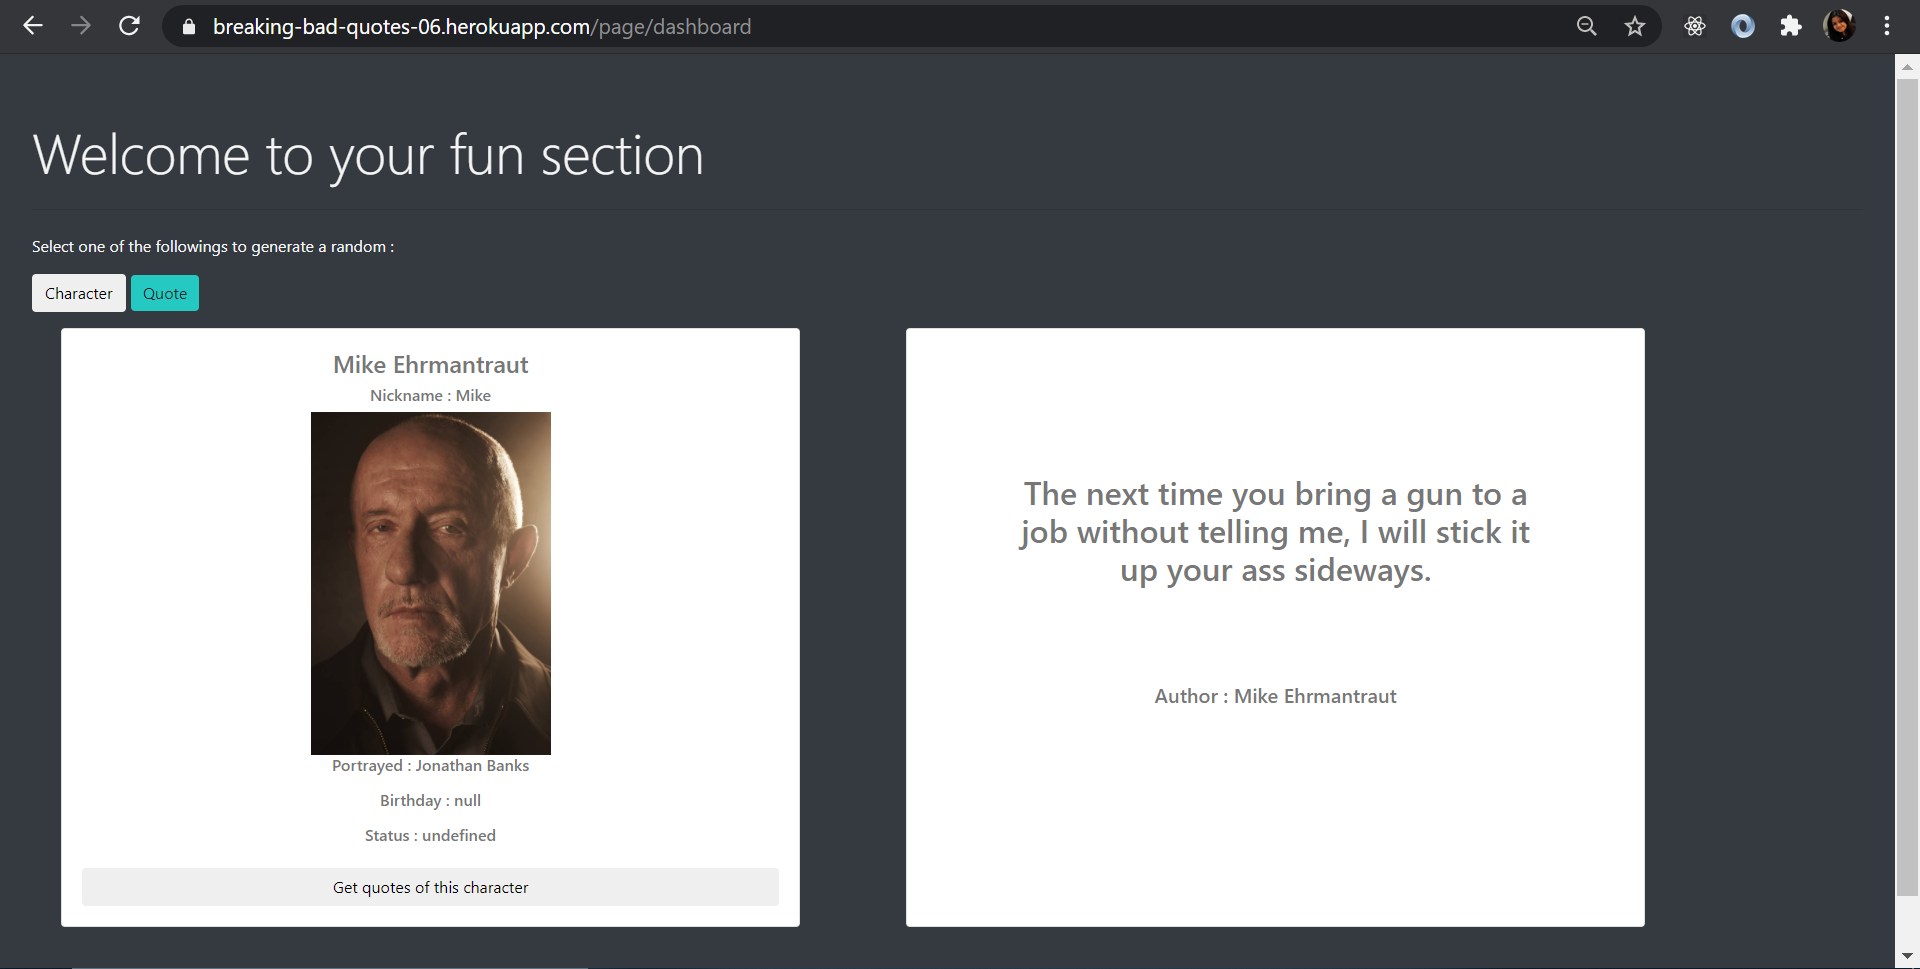 breaking-bad-quotes-06.herokuapp.com/page/dashboard
Welcome to your fun section
Select one of the followings to generate a random :
Character Quote
Mike Ehrmantraut
Nickname : Mike
Portrayed : Jonathan Banks
Birthday : null
Status : undefined
Get quotes of this character
The next time you bring a gun to a
job without telling me, I will stick it
up your ass sideways.
Author : Mike Ehrmantraut